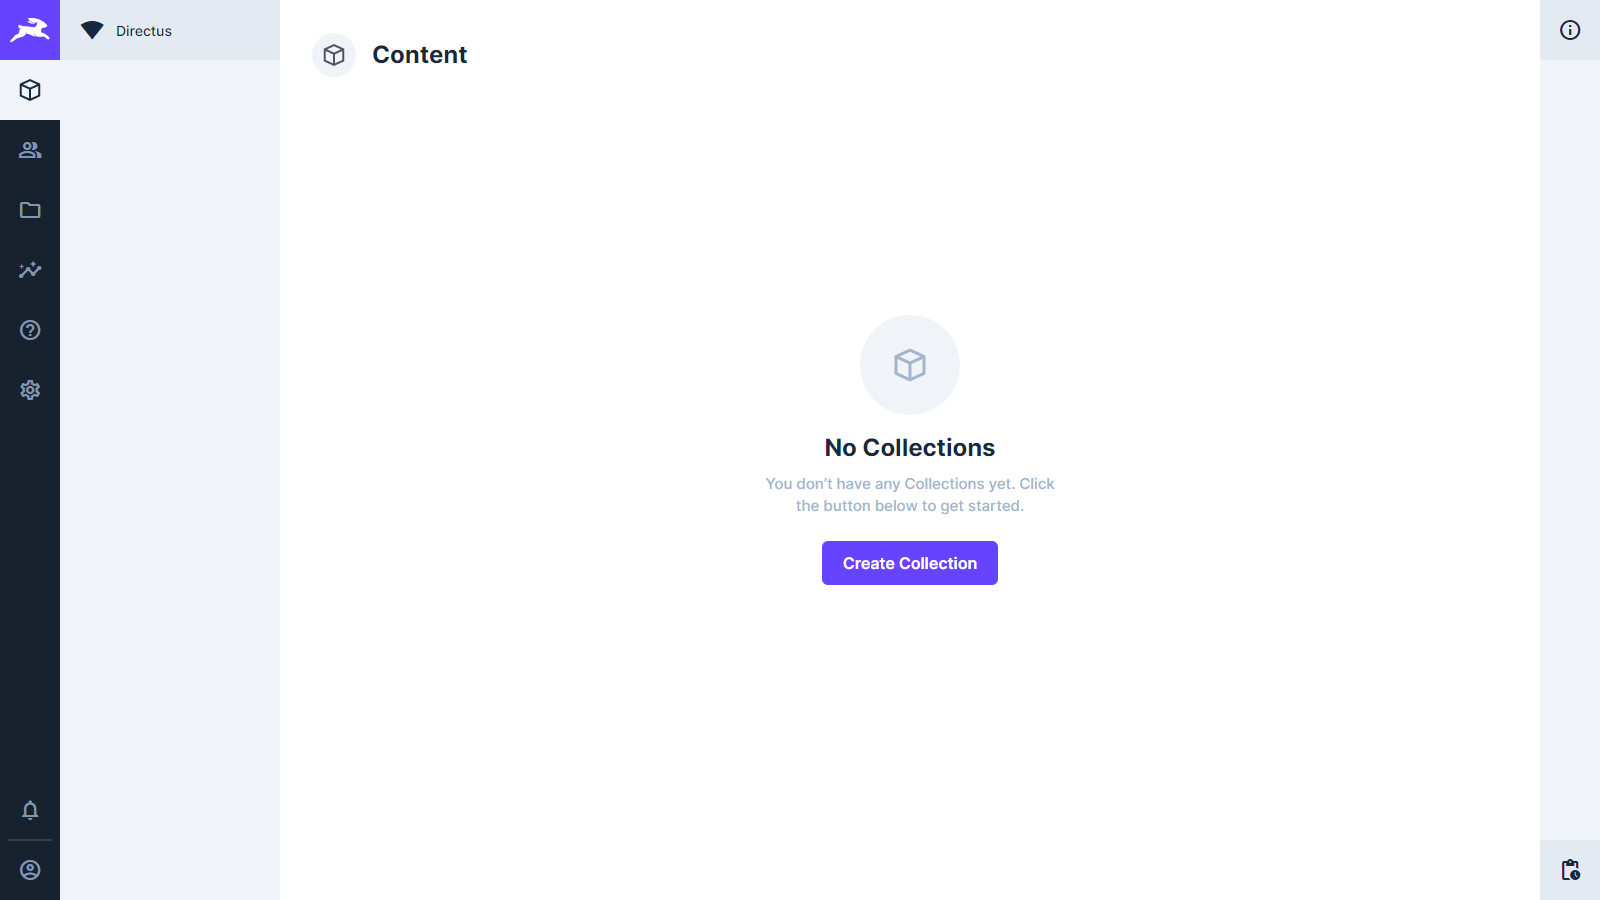 Directus
Content
No Collections
You don’t have any Collections yet. Click
the button below to get started.
Create Collection